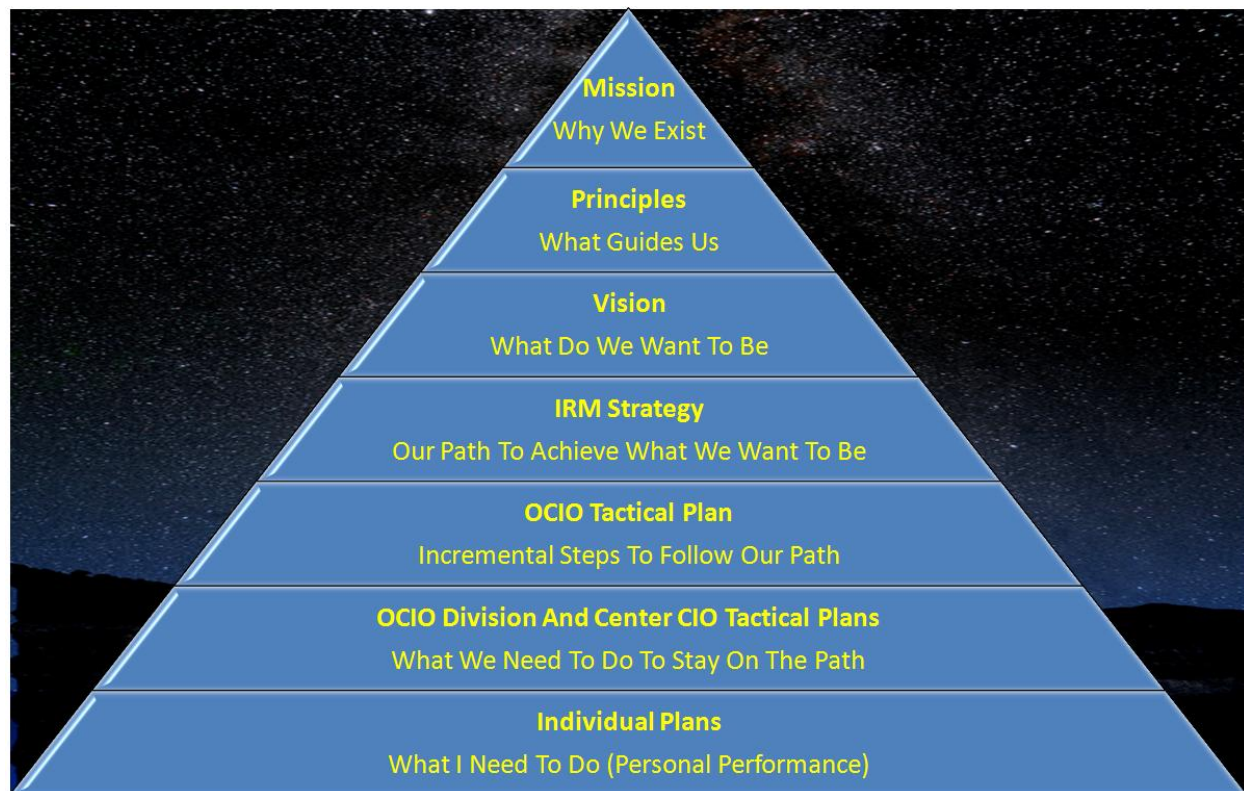 Mission
Why We Exist
Principles
What Guides Us
Vision
What Do We Want To Be
IRM Strategy
Our Path To Achieve What We Want To Be
OCIO Tactical Plan
Incremental Steps To Follow Our Path
OCIO Division And Center CIO Tactical Plans
What We Need To Do To Stay On The Path
Individual Plans
What I Need To Do (Personal Performance)